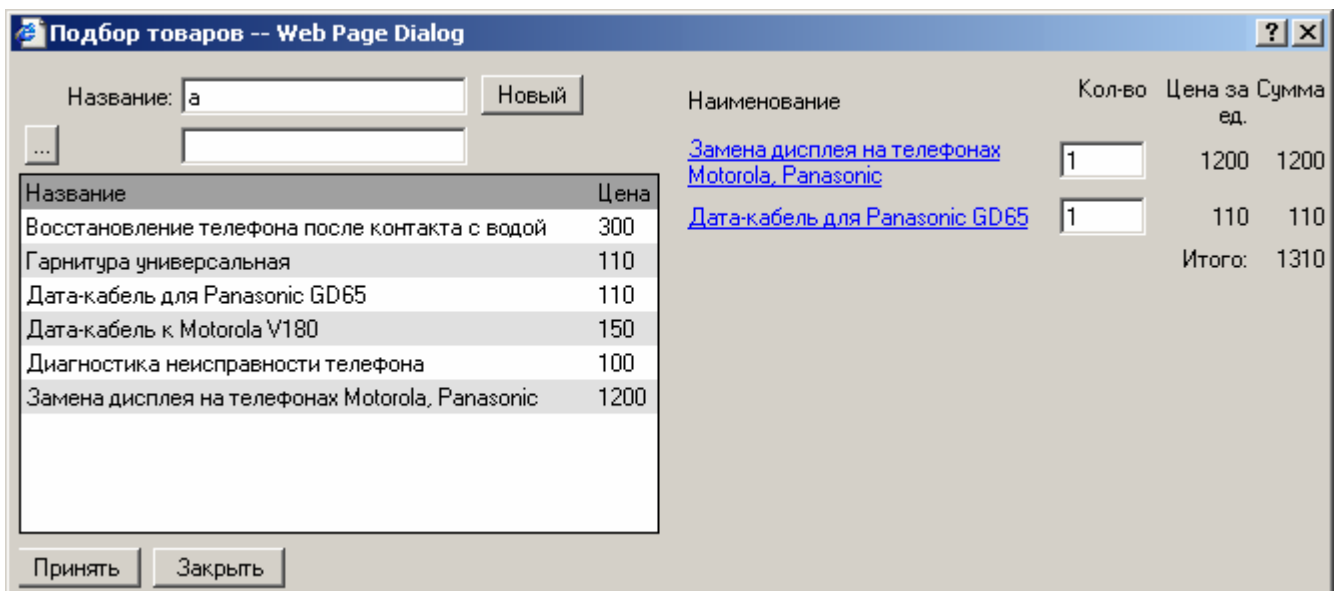 Подбор товаров -- Web Page Dialog
Название: а Новый
...
Название Цена
Восстановление телефона после контакта с водой 300
Гарнитура универсальная 110
Дата-кабель для Panasonic GD65 110
Дата-кабель к Motorola V180 150
Диагностика неисправности телефона 100
Замена дисплея на телефонах Motorola, Panasonic 1200
Принять Закрыть
Наименование Кол-во Цена за Сумма
ед.
Замена дисплея на телефонах
Motorola, Panasonic 1 1200 1200
Дата-кабель для Panasonic GD65 1 110 110
Итого: 1310